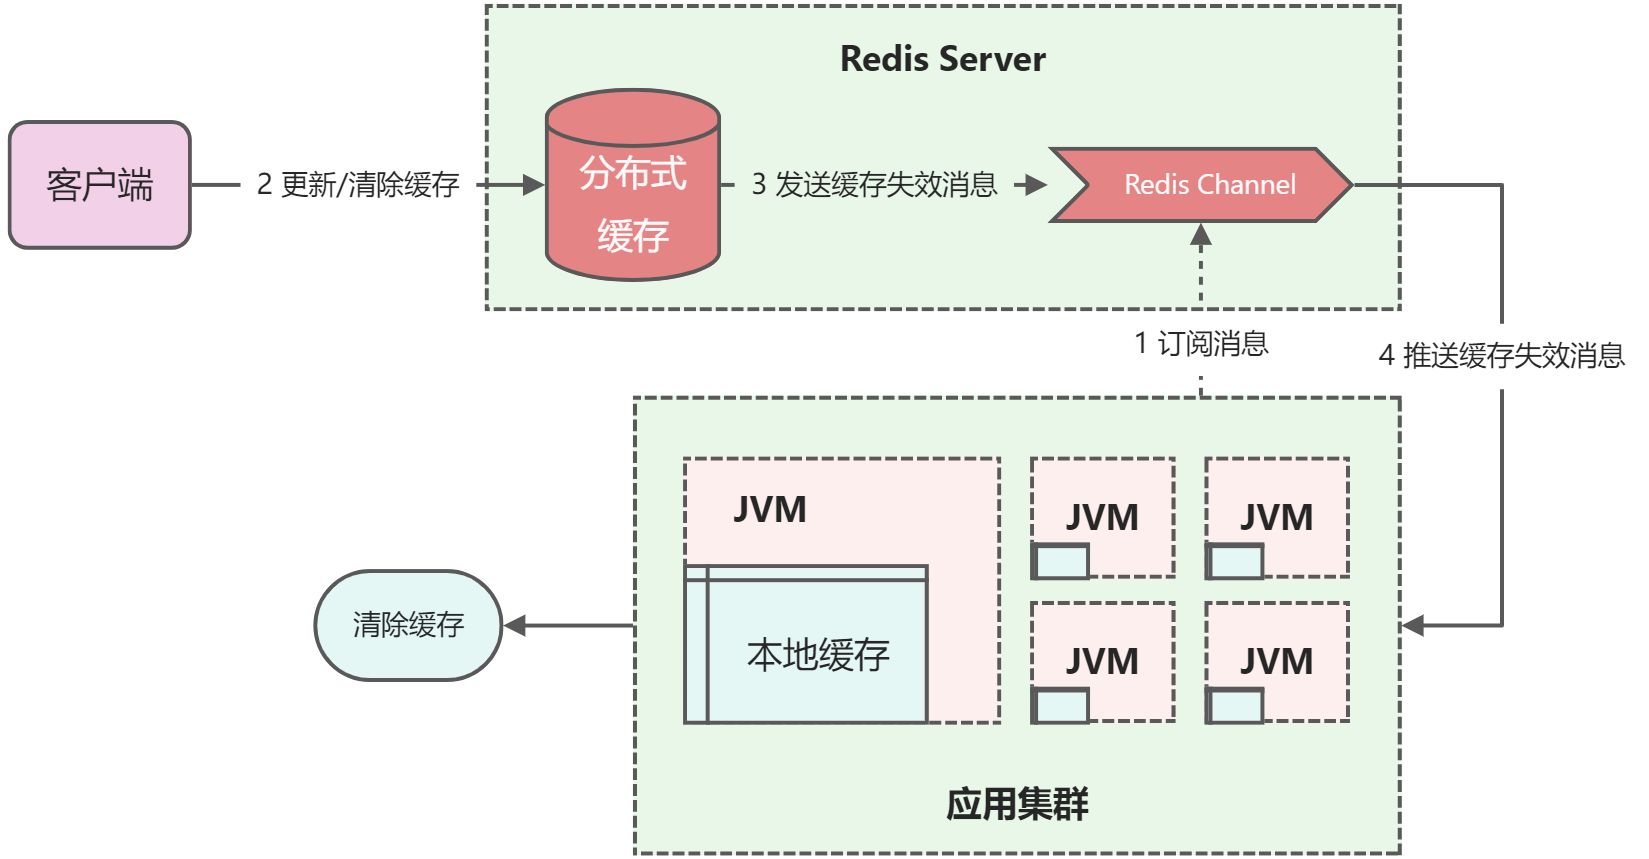 Redis Server
客户端
2 更新/清除缓存
分布式
缓存
3 发送缓存失效消息
Redis Channel
1 订阅消息
4 推送缓存失效消息
JVM
JVM
JVM
清除缓存
本地缓存
JVM
JVM
应用集群